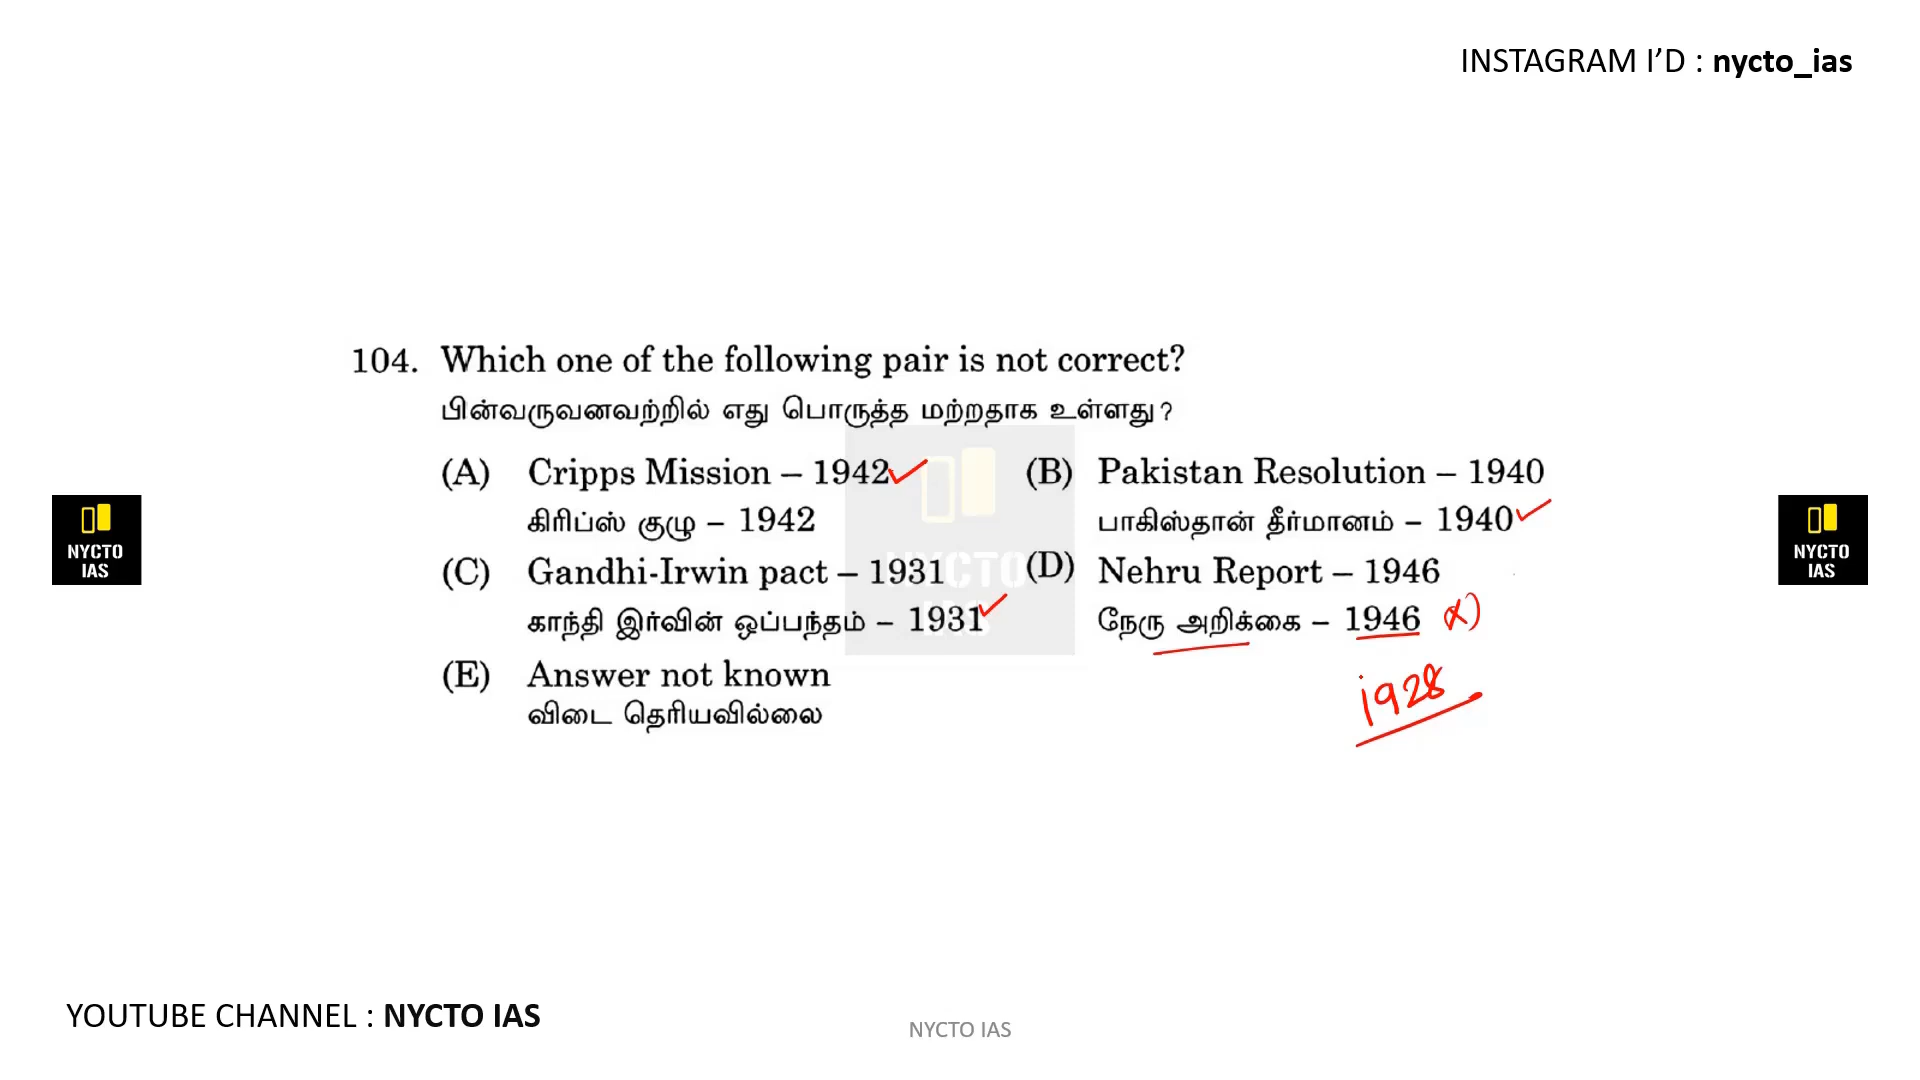 INSTAGRAM I’D : nycto_ias
104. Which one of the following pair is not correct?
பின்வருவனவற்றில் எது பொருத்த மற்றதாக உள்ளது?
(A) Cripps Mission – 1942
கிரிப்ஸ் குழு – 1942
(B) Pakistan Resolution – 1940
பாகிஸ்தான் தீர்மானம் – 1940
(C) Gandhi-Irwin pact – 1931
காந்தி இர்வின் ஒப்பந்தம் – 1931
(D) Nehru Report – 1946
நேரு அறிக்கை – 1946 (x)
1928
(E) Answer not known
விடை தெரியவில்லை
NYCTO
IAS
NYCTO
IAS
NYCTO
IAS
YOUTUBE CHANNEL : NYCTO IAS
NYCTO IAS